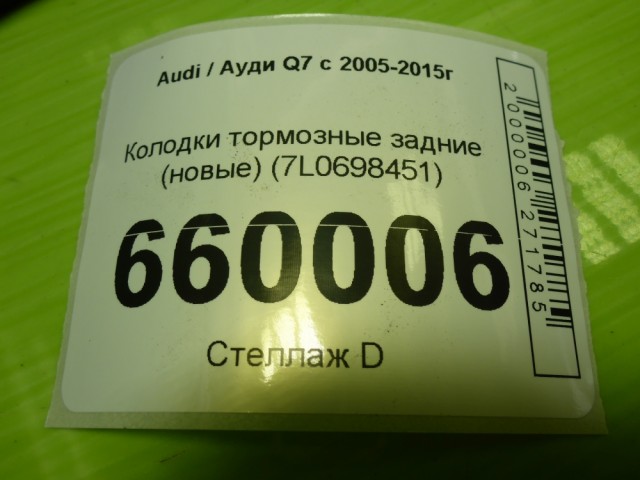 Audi / Ауди Q7 с 2005-2015г
Колодки тормозные задние
(новые) (7L0698451)
660006
Стеллаж D
2000006271785